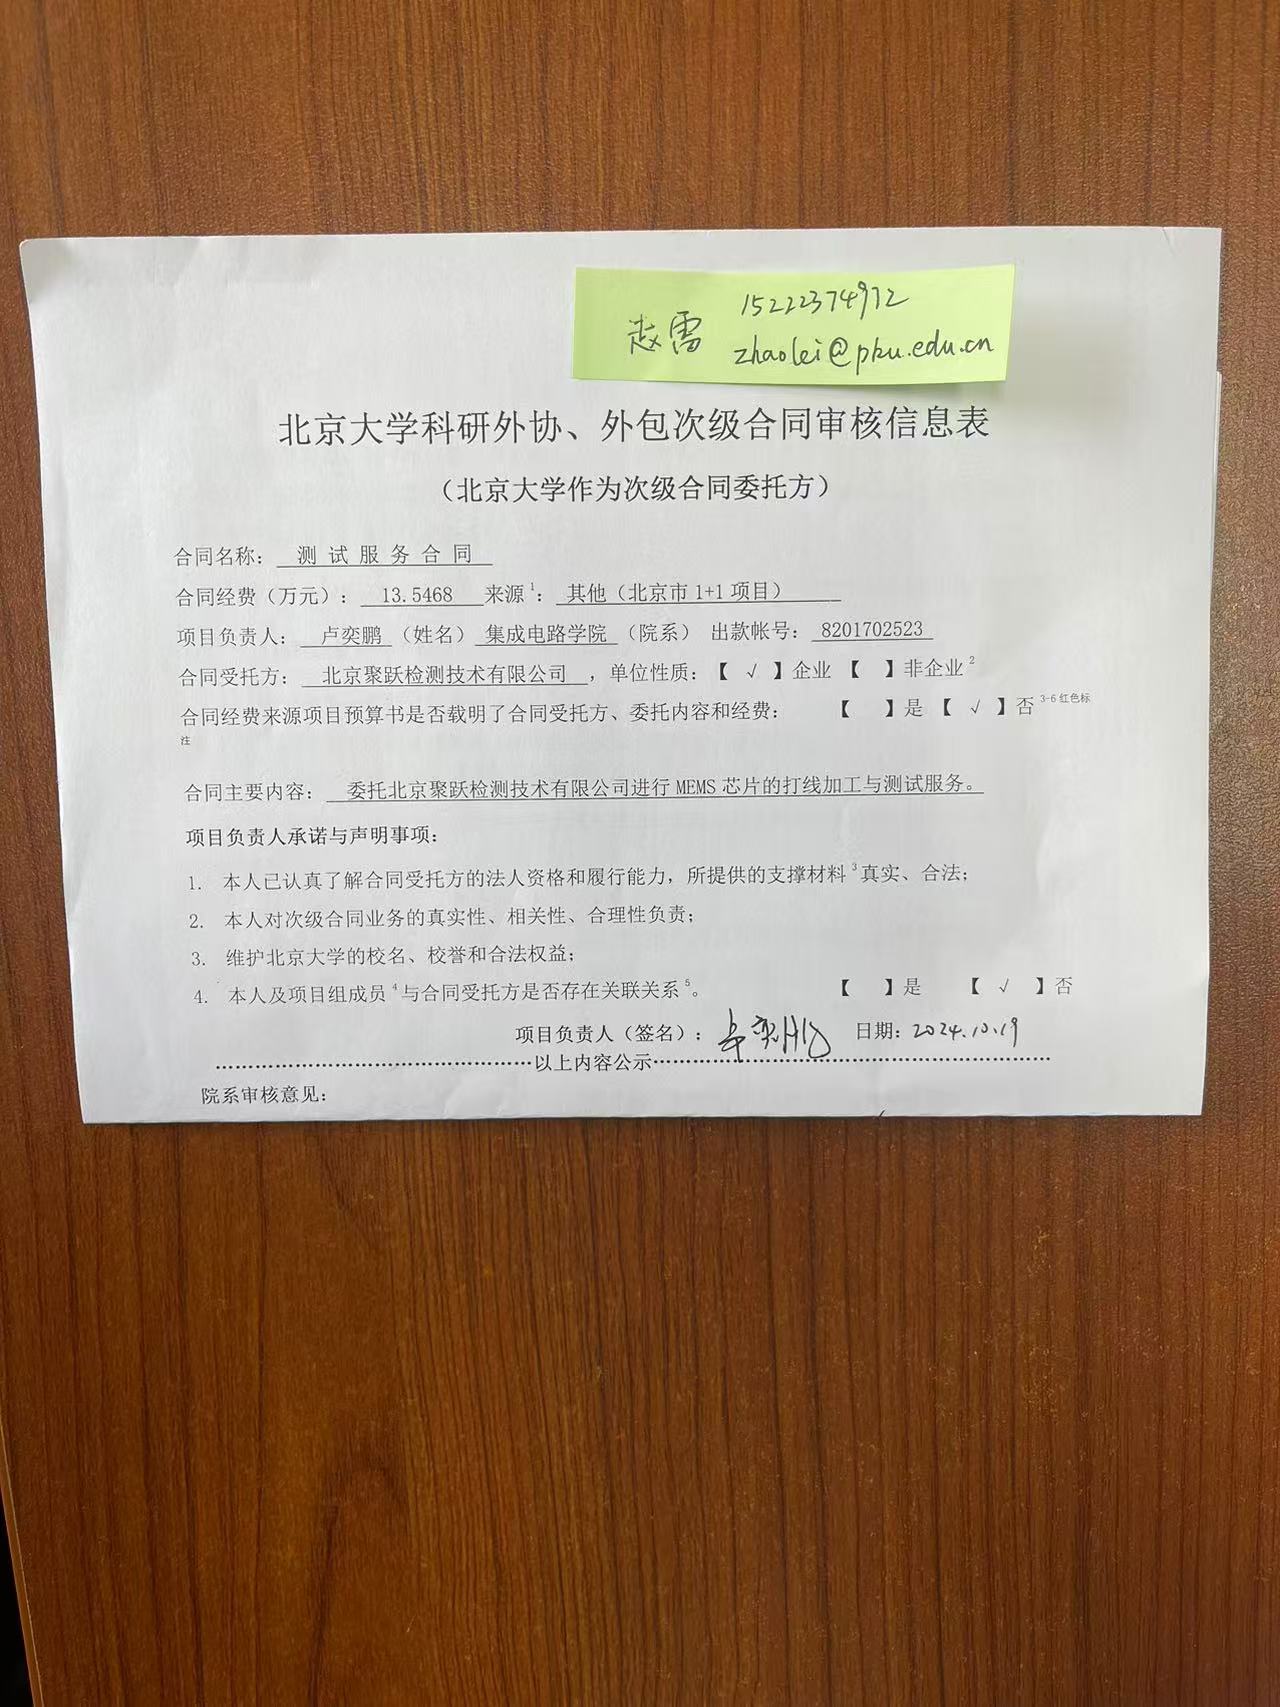 赵雷 15222374972
zhaolei@pku.edu.cn
北京大学科研外协、外包次级合同审核信息表
（北京大学作为次级合同委托方）
合同名称： 测 试 服 务 合 同
合同经费（万元）： 13.5468 来源1： 其他（北京市1+1项目）
项目负责人： 卢奕鹏 （姓名） 集成电路学院 （院系） 出款帐号： 8201702523
合同受托方： 北京聚跃检测技术有限公司 ，单位性质：【 √ 】企业 【 】非企业2
合同经费来源项目预算书是否载明了合同受托方、委托内容和经费： 【 】是 【 √ 】否 3-6红色标
注
合同主要内容： 委托北京聚跃检测技术有限公司进行MEMS芯片的打线加工与测试服务。
项目负责人承诺与声明事项：
1. 本人已认真了解合同受托方的法人资格和履行能力，所提供的支撑材料3真实、合法；
2. 本人对次级合同业务的真实性、相关性、合理性负责；
3. 维护北京大学的校名、校誉和合法权益；
4. 本人及项目组成员4与合同受托方是否存在关联关系5。 【 】是 【 √ 】否
项目负责人（签名）： 卢奕鹏 日期：2024.10.19
……………………………………………以上内容公示………………………………………………………
院系审核意见：